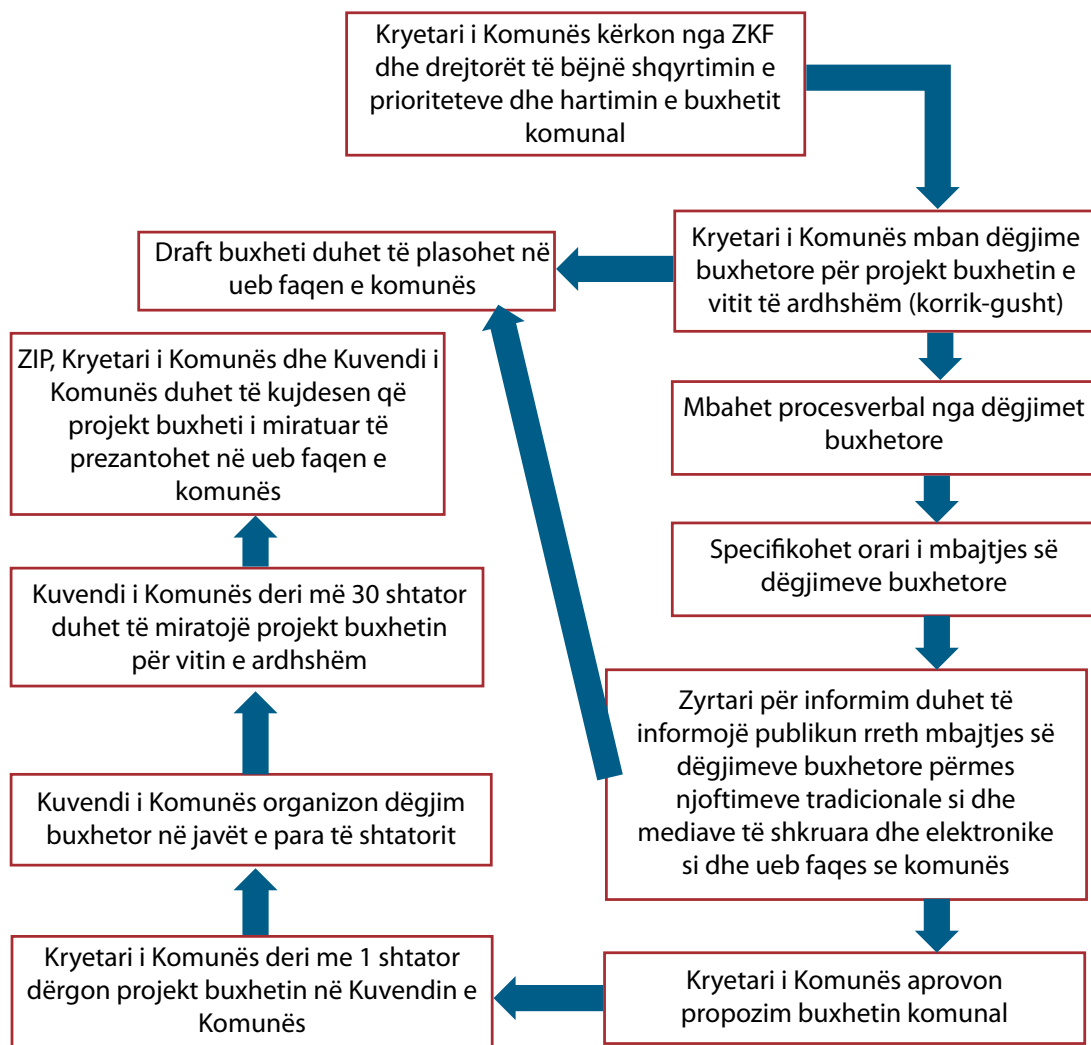 Kryetari i Komunës kërkon nga ZKF
dhe drejtorët të bëjnë shqyrtimin e
prioriteteve dhe hartimin e buxhetit
komunal
Kryetari i Komunës mban dëgjime
buxhetore për projekt buxhetin e
vitit të ardhshëm (korrik-gusht)
Draft buxheti duhet të plasohet në
ueb faqen e komunës
Mbahet procesverbal nga dëgjimet
buxhetore
Specifikohet orari i mbajtjes së
dëgjimeve buxhetore
Zyrtari për informim duhet të
informojë publikun rreth mbajtjes së
dëgjimeve buxhetore përmes
njoftimeve tradicionale si dhe
mediave të shkruara dhe elektronike
si dhe ueb faqes se komunës
Kryetari i Komunës aprovon
propozim buxhetin komunal
Kryetari i Komunës deri me 1 shtator
dërgon projekt buxhetin në Kuvendin e
Komunës
Kuvendi i Komunës organizon dëgjim
buxhetor në javët e para të shtatorit
Kuvendi i Komunës deri më 30 shtator
duhet të miratojë projekt buxhetin
për vitin e ardhshëm
ZIP, Kryetari i Komunës dhe Kuvendi i
Komunës duhet të kujdesen që
projekt buxheti i miratuar të
prezantohet në ueb faqen e
komunës